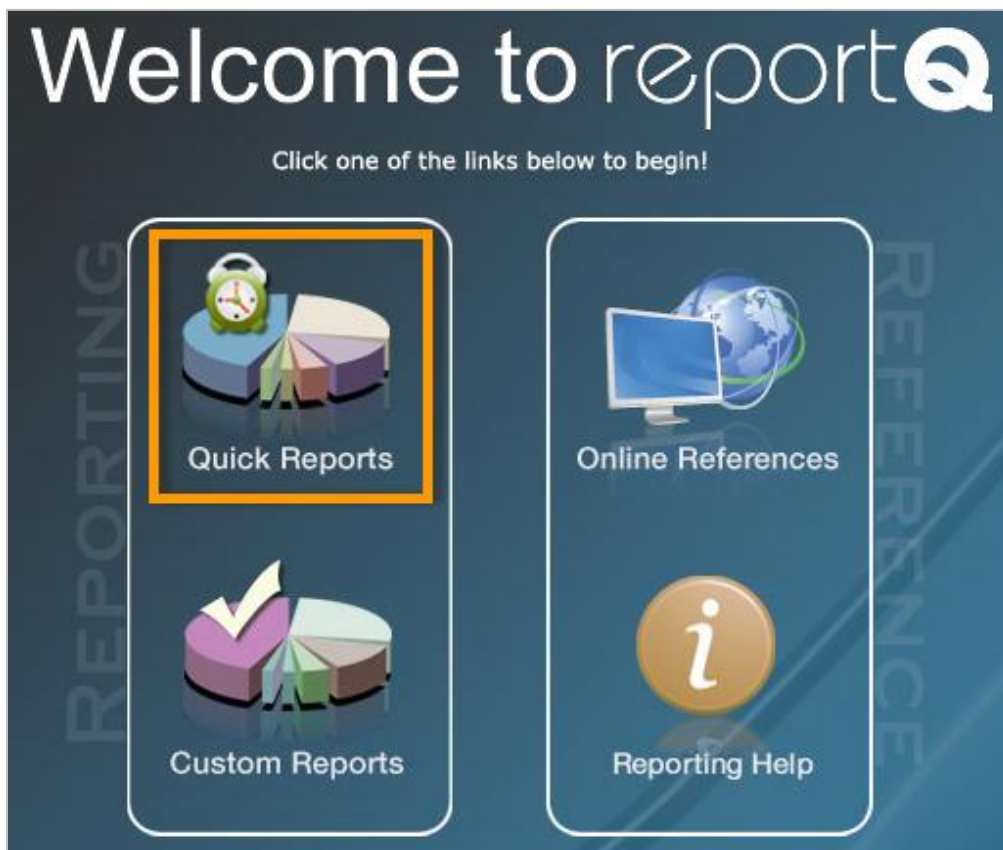 Welcome to reportQ
Click one of the links below to begin!
REPORTING
Quick Reports
Custom Reports
REFERENCE
Online References
i
Reporting Help